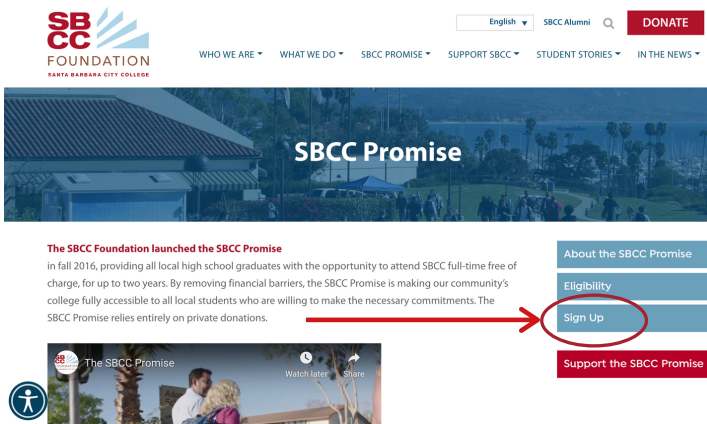 SB
CC
FOUNDATION
SANTA BARBARA CITY COLLEGE
English
SBCC Alumni
DONATE
WHO WE ARE
WHAT WE DO
SBCC PROMISE
SUPPORT SBCC
STUDENT STORIES
IN THE NEWS
SBCC Promise
The SBCC Foundation launched the SBCC Promise
in fall 2016, providing all local high school graduates with the opportunity to attend SBCC full-time free of
charge, for up to two years. By removing financial barriers, the SBCC Promise is making our community's
college fully accessible to all local students who are willing to make the necessary commitments. The
SBCC Promise relies entirely on private donations.
About the SBCC Promise
Eligibility
Sign Up
Support the SBCC Promise
The SBCC Promise
Watch later
Share